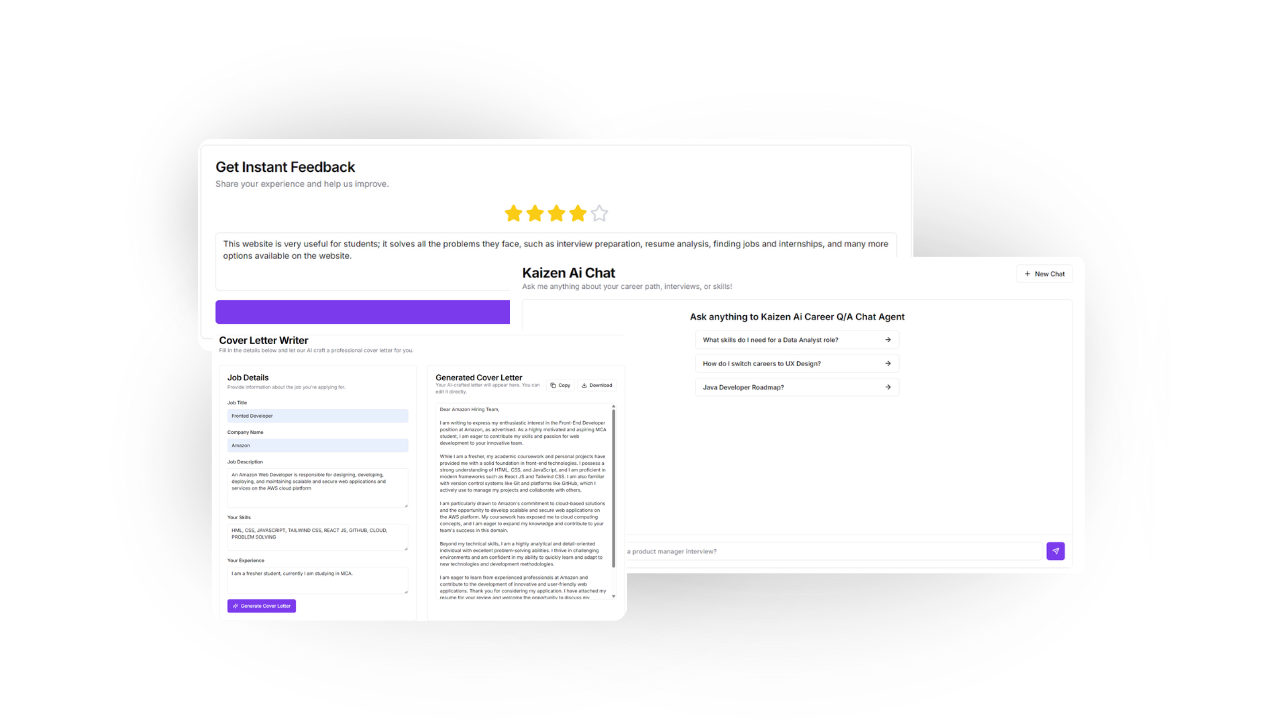 Get Instant Feedback
Share your experience and help us improve.
This website is very useful for students; it solves all the problems they face, such as interview preparation, resume analysis, finding jobs and internships, and many more
options available on the website.
Kaizen Ai Chat
Ask me anything about your career path, interviews, or skills!
New Chat
Ask anything to Kaizen Ai Career Q/A Chat Agent
What skills do I need for a Data Analyst role?
How do I switch careers to UX Design?
Java Developer Roadmap?
a product manager interview?
Cover Letter Writer
Fill in the details below and let our AI craft a professional cover letter for you.
Job Details
Provide information about the job you're applying for.
Job Title
Fronted Developer
Company Name
Amazon
Job Description
An Amazon Web Developer is responsible for designing, developing,
deploying, and maintaining scalable and secure web applications and
services on the AWS cloud platform
Your Skills
HML, CSS, JAVASCRIPT, TAILWIND CSS, REACT JS, GITHUB, CLOUD,
PROBLEM SOLVING
Your Experience
I am a fresher student, currently I am studying in MCA.
Generate Cover Letter
Generated Cover Letter
Your AI-crafted letter will appear here. You can
edit it directly.
Copy
Download
Dear Amazon Hiring Team,
I am writing to express my enthusiastic interest in the Front-End Developer
position at Amazon, as advertised. As a highly motivated and aspiring MCA
student, I am eager to contribute my skills and passion for web
development to your innovative team.
While I am a fresher, my academic coursework and personal projects have
provided me with a solid foundation in front-end technologies. I possess a
strong understanding of HTML, CSS, and JavaScript, and I am proficient in
modern frameworks such as React JS and Tailwind CSS. I am also familiar
with version control systems like Git and platforms like GitHub, which I
actively use to manage my projects and collaborate with others.
I am particularly drawn to Amazon's commitment to cloud-based solutions
and the opportunity to develop scalable and secure web applications on
the AWS platform. My coursework has exposed me to cloud computing
concepts, and I am eager to expand my knowledge and contribute to your
team's success in this domain.
Beyond my technical skills, I am a highly analytical and detail-oriented
individual with excellent problem-solving abilities. I thrive in challenging
environments and am confident in my ability to quickly learn and adapt to
new technologies and development methodologies.
I am eager to learn from experienced professionals at Amazon and
contribute to the development of innovative and user-friendly web
applications. Thank you for considering my application. I have attached my
resume for your review and welcome the opportunity to discuss my